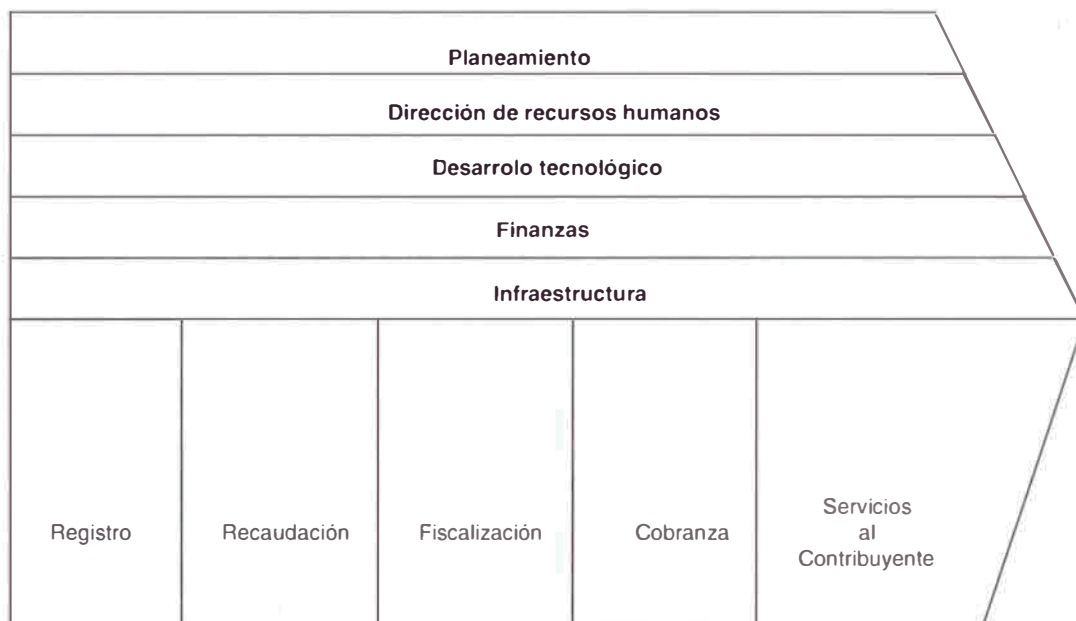 Planeamiento
Dirección de recursos humanos
Desarrolo tecnológico
Finanzas
Infraestructura
Registro
Recaudación
Fiscalización
Cobranza
Servicios
al
Contribuyente